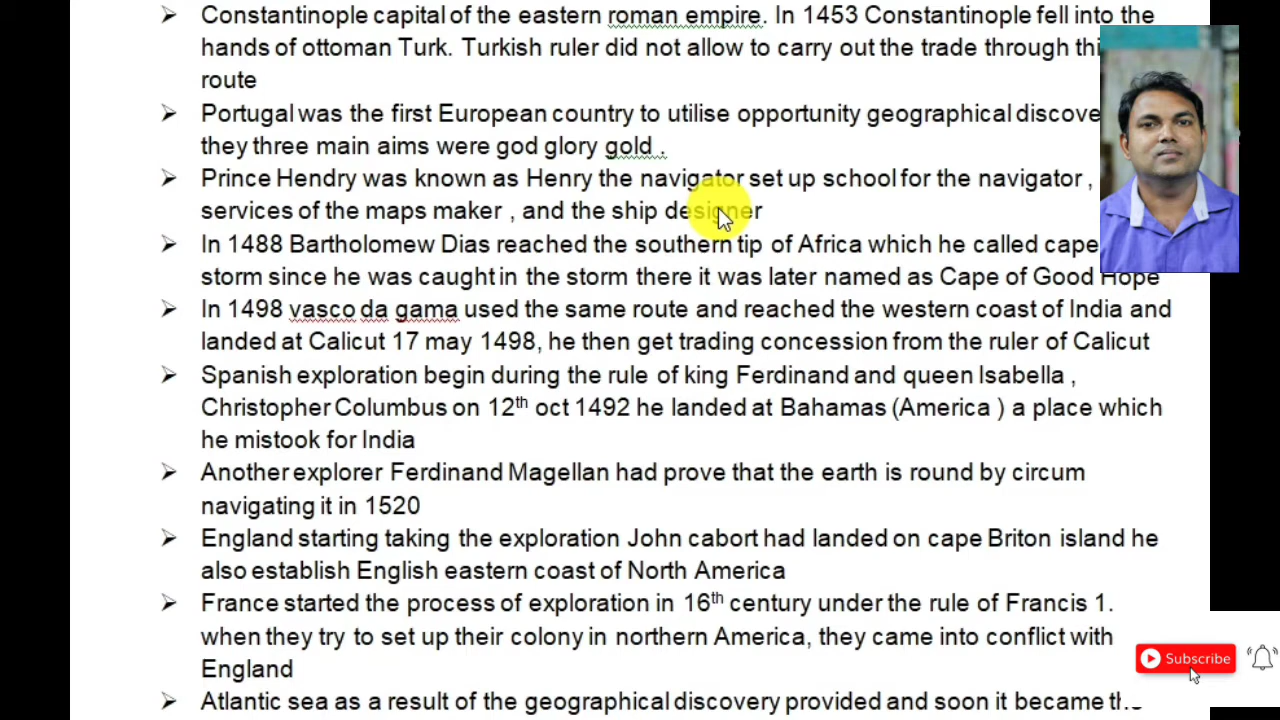 Constantinople capital of the eastern roman empire. In 1453 Constantinople fell into the
hands of ottoman Turk. Turkish ruler did not allow to carry out the trade through
route
Portugal was the first European country to utilise opportunity geographical
they three main aims were god glory gold .
Prince Hendry was known as Henry the navigator set up school for the navigator ,
services of the maps maker , and the ship designer
In 1488 Bartholomew Dias reached the southern tip of Africa which he called cape
storm since he was caught in the storm there it was later named as Cape of Good Hope
In 1498 vasco da gama used the same route and reached the western coast of India and
landed at Calicut 17 may 1498, he then get trading concession from the ruler of Calicut
Spanish exploration begin during the rule of king Ferdinand and queen Isabella ,
Christopher Columbus on 12th oct 1492 he landed at Bahamas (America ) a place which
he mistook for India
Another explorer Ferdinand Magellan had prove that the earth is round by circum
navigating it in 1520
England starting taking the exploration John cabort had landed on cape Briton island he
also establish English eastern coast of North America
France started the process of exploration in 16th century under the rule of Francis 1.
when they try to set up their colony in northern America, they came into conflict with
England
Subscribe
Atlantic sea as a result of the geographical discovery provided and soon it became